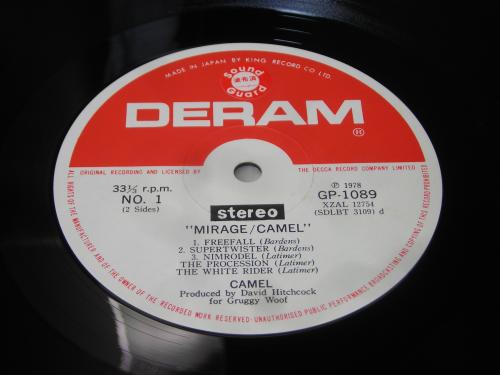 MADE IN JAPAN BY KING RECORD CO LTD.
Sound
Guard
DERAM
ORIGINAL RECORDING AND LICENSED BY
THE DECCA RECORD COMPANY LIMITED
33⅓ r.p.m.
NO. 1
(2 Sides)
℗ 1978
GP-1089
XZAL 12754
(SDLBT 3109) d
stereo
"MIRAGE/CAMEL"
1. FREEFALL (Bardens)
2. SUPERTWISTER (Bardens)
3. NIMRODEL (Latimer)
THE PROCESSION (Latimer)
THE WHITE RIDER (Latimer)
CAMEL
Produced by David Hitchcock
for Gruggy Woof
ALL RIGHTS OF THE MANUFACTURER AND OF THE OWNER OF THE RECORDED WORK RESERVED·UNAUTHORISED PUBLIC PERFORMANCE, BROADCASTING AND COPYING OF THIS RECORD PROHIBITED